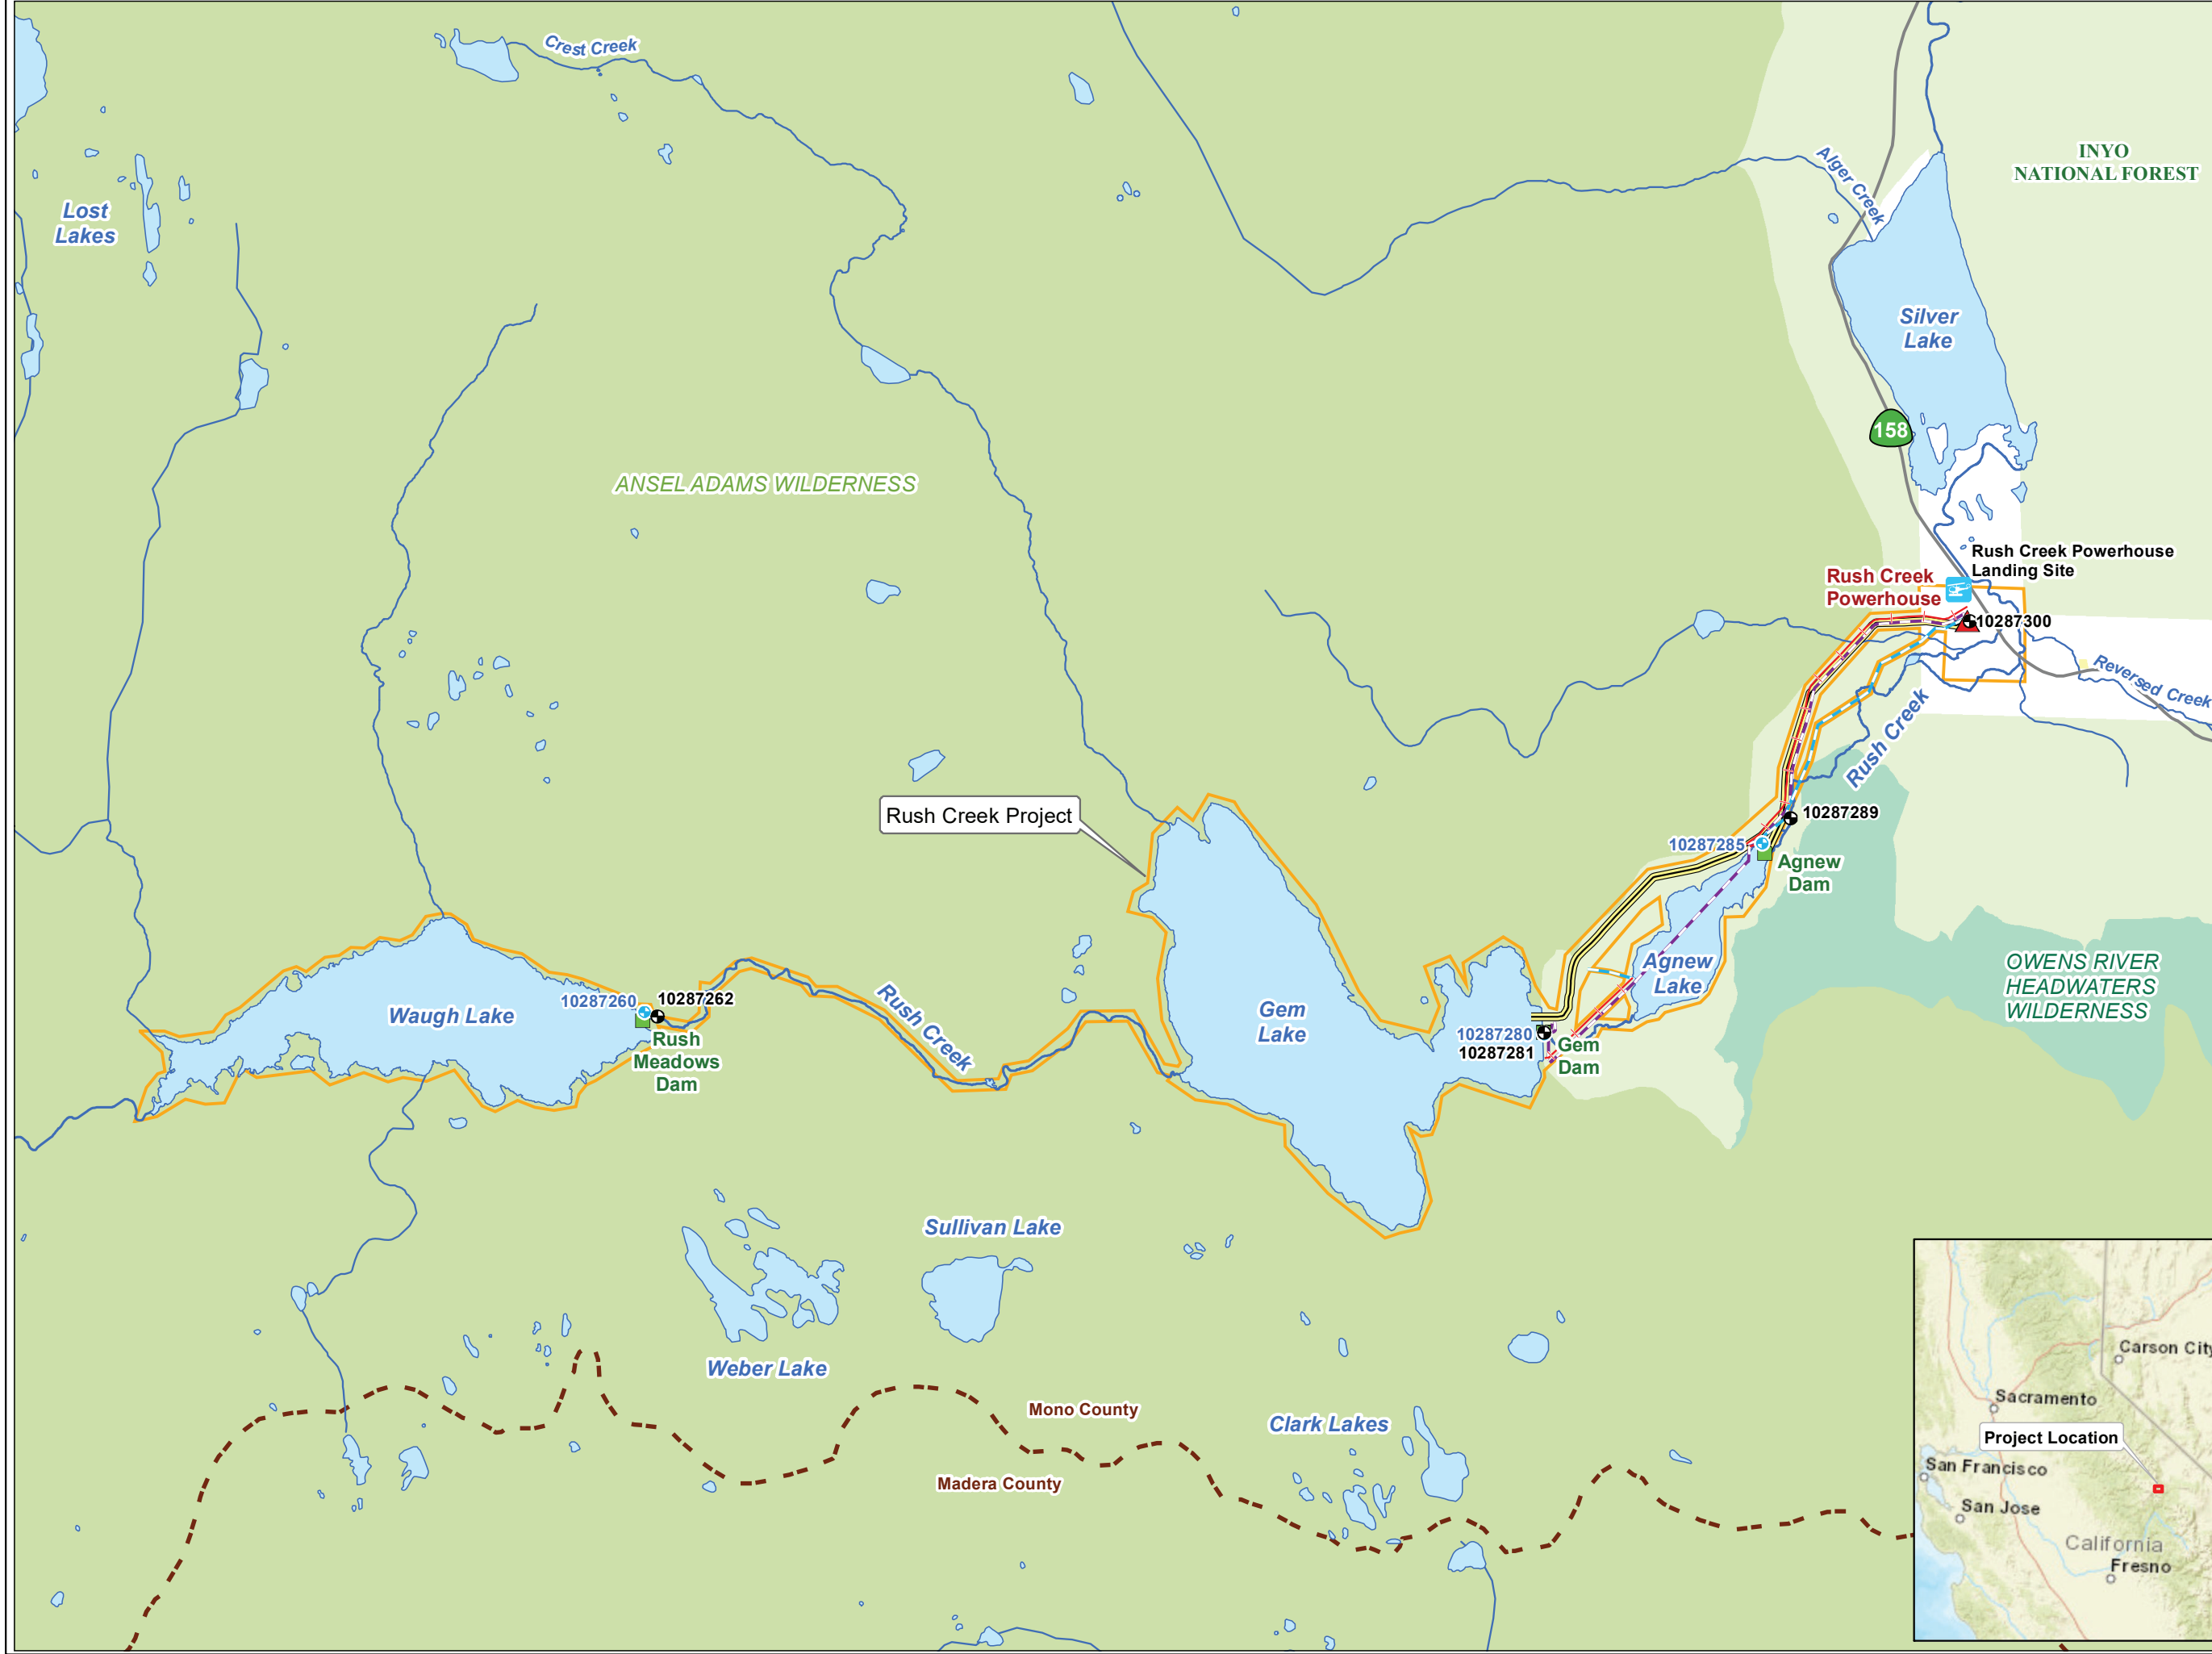 Crest Creek
Alger Creek
INYO
NATIONAL FOREST
Lost
Lakes
Silver
Lake
158
ANSEL ADAMS WILDERNESS
Rush Creek Powerhouse
Landing Site
Rush Creek
Powerhouse
10287300
Reversed Creek
Rush Creek
Rush Creek Project
10287289
10287285
Agnew
Dam
Agnew
Lake
OWENS RIVER
HEADWATERS
WILDERNESS
10287260
10287262
Waugh Lake
Rush
Meadows
Dam
Rush Creek
Gem
Lake
10287280
10287281
Gem
Dam
Sullivan Lake
Weber Lake
Clark Lakes
Mono County
Madera County
Carson City
Sacramento
Project Location
San Francisco
San Jose
California
Fresno